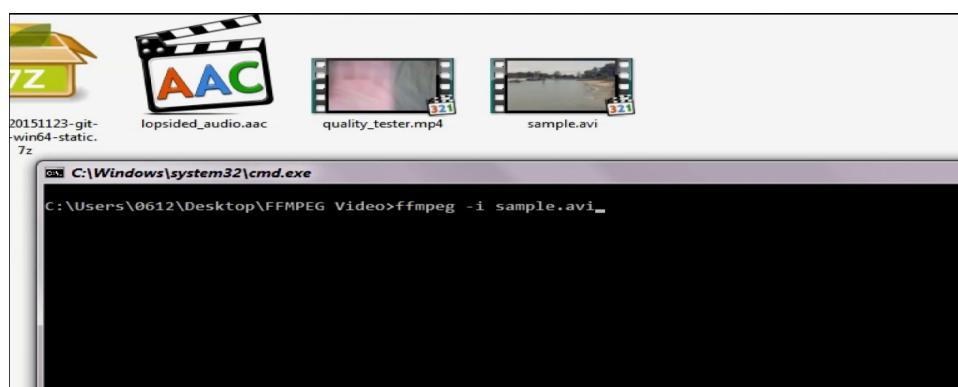 7Z
20151123-git-
-win64-static.
7z
AAC
lopsided_audio.aac
321
quality_tester.mp4
321
sample.avi
C:\Windows\system32\cmd.exe
C:\Users\0612\Desktop\FFMPEG Video>ffmpeg -i sample.avi_